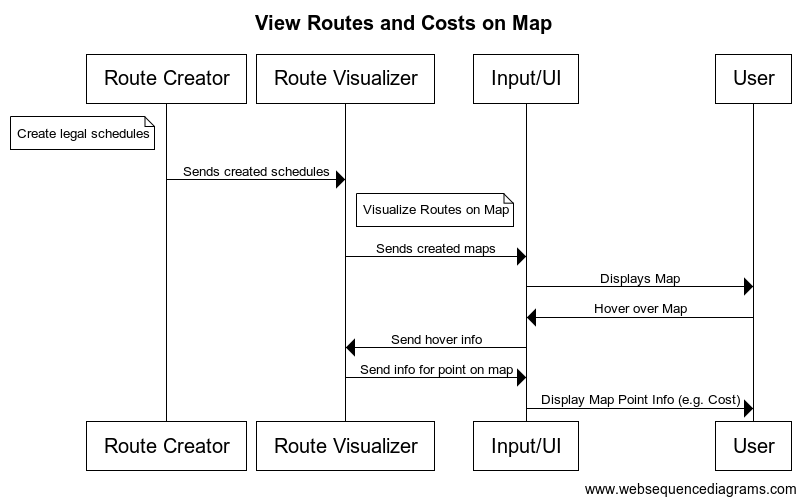 View Routes and Costs on Map
Route Creator
Route Visualizer
Input/UI
User
Create legal schedules
Sends created schedules
Visualize Routes on Map
Sends created maps
Displays Map
Hover over Map
Send hover info
Send info for point on map
Display Map Point Info (e.g. Cost)
Route Creator
Route Visualizer
Input/UI
User
www.websequencediagrams.com